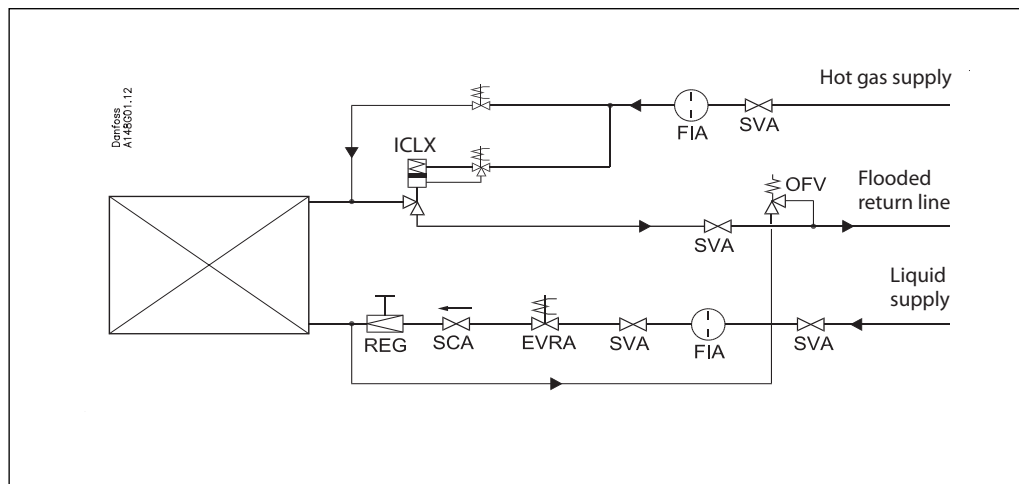 Danfoss
A148G01.12
Hot gas supply
FIA
SVA
ICLX
OFV
Flooded
return line
SVA
Liquid
supply
REG
SCA
EVRA
SVA
FIA
SVA